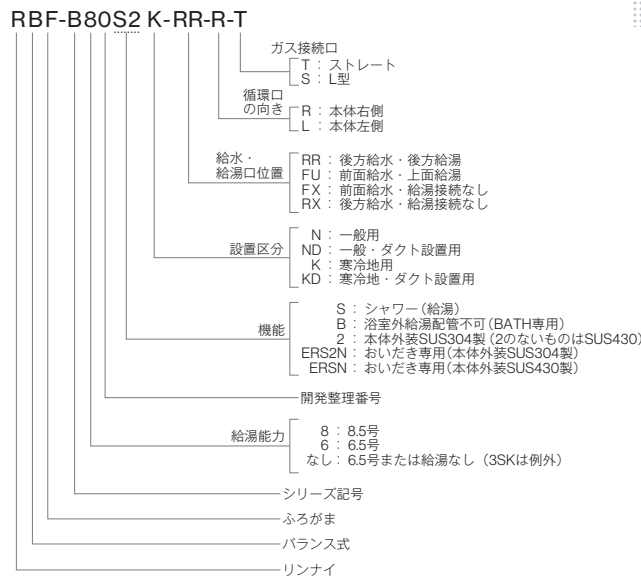 RBF-B80S2 K-RR-R-T
ガス接続口
T : ストレート
S : L型
循環口
の向き
R : 本体右側
L : 本体左側
給水・
給湯口位置
RR : 後方給水・後方給湯
FU : 前面給水・上面給湯
FX : 前面給水・給湯接続なし
RX : 後方給水・給湯接続なし
設置区分
N : 一般用
ND : 一般・ダクト設置用
K : 寒冷地用
KD : 寒冷地・ダクト設置用
機能
S : シャワー(給湯)
B : 浴室外給湯配管不可(BATH専用)
2 : 本体外装SUS304製(2のないものはSUS430)
ERS2N : おいだき専用(本体外装SUS304製)
ERSN : おいだき専用(本体外装SUS430製)
開発整理番号
給湯能力
8 : 8.5号
6 : 6.5号
なし : 6.5号または給湯なし (3SKは例外)
シリーズ記号
ふろがま
バランス式
リンナイ